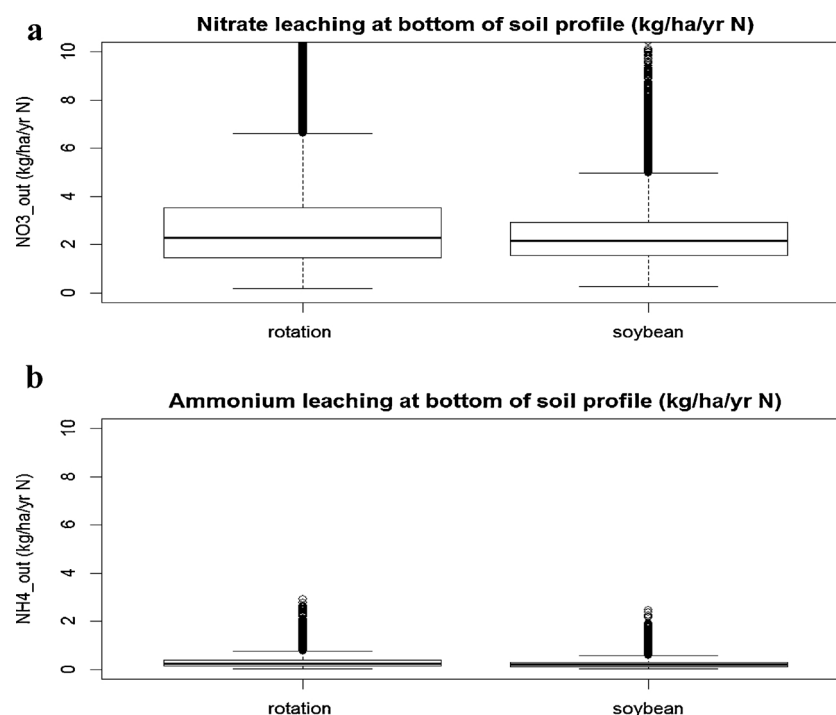 a
Nitrate leaching at bottom of soil profile (kg/ha/yr N)
NO3_out (kg/ha/yr N)
10
8
6
4
2
0
rotation soybean
b
Ammonium leaching at bottom of soil profile (kg/ha/yr N)
NH4_out (kg/ha/yr N)
10
8
6
4
2
0
rotation soybean